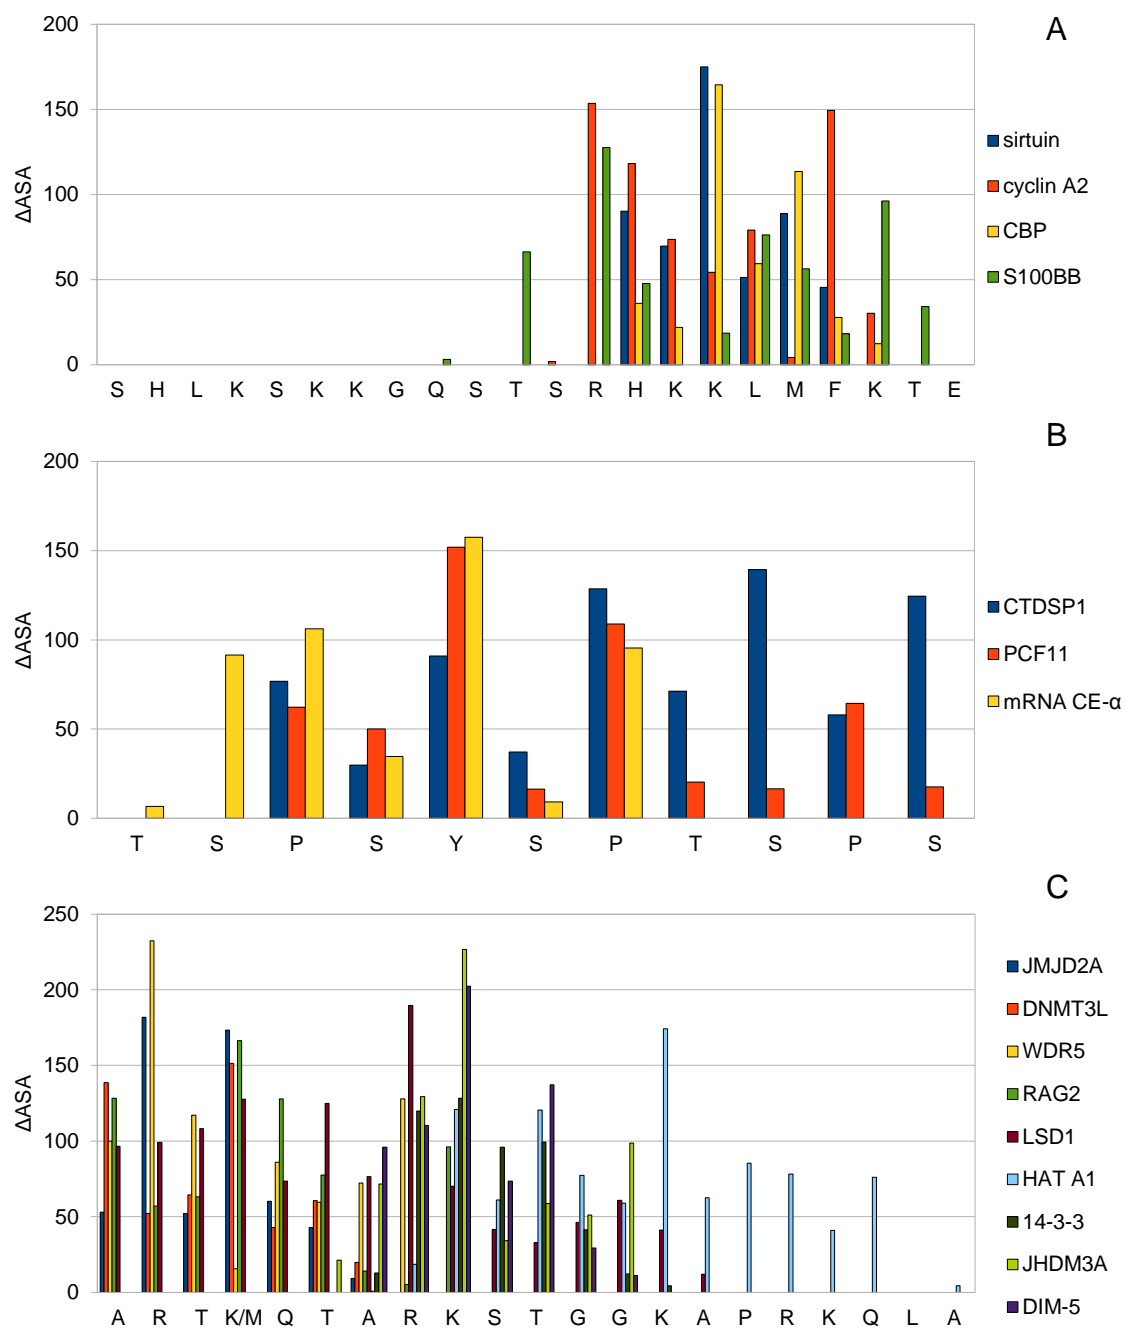 A
200
150
100
50
0
ΔASA
S H L K S K K G Q S T S R H K K L M F K T E
sirtuin
cyclin A2
CBP
S100BB
B
200
150
100
50
0
ΔASA
T S P S Y S P T S P S
CTDSP1
PCF11
mRNA CE-α
C
250
200
150
100
50
0
ΔASA
A R T K/M Q T A R K S T G G K A P R K Q L A
JMJD2A
DNMT3L
WDR5
RAG2
LSD1
HAT A1
14-3-3
JHDM3A
DIM-5